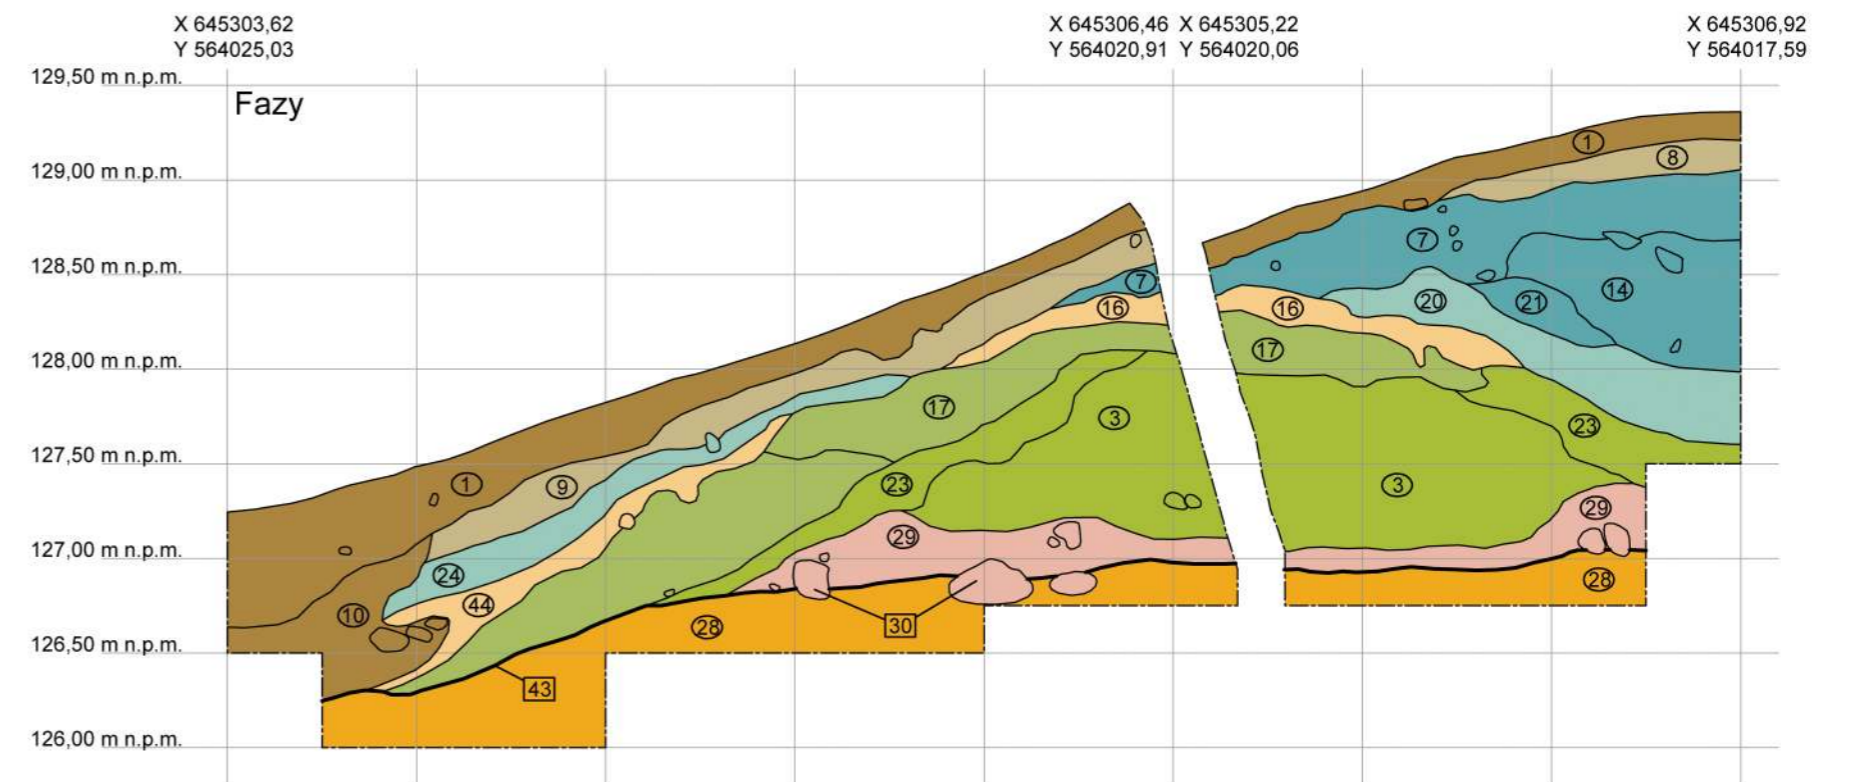 X 645303,62
Y 564025,03
X 645306,46
Y 564020,91
X 645305,22
Y 564020,06
X 645306,92
Y 564017,59
129,50 m n.p.m.
Fazy
129,00 m n.p.m.
1
8
128,50 m n.p.m.
7
7
14
16
16
20
21
128,00 m n.p.m.
17
17
3
23
127,50 m n.p.m.
1
9
23
3
29
29
127,00 m n.p.m.
24
44
10
28
30
28
126,50 m n.p.m.
43
126,00 m n.p.m.